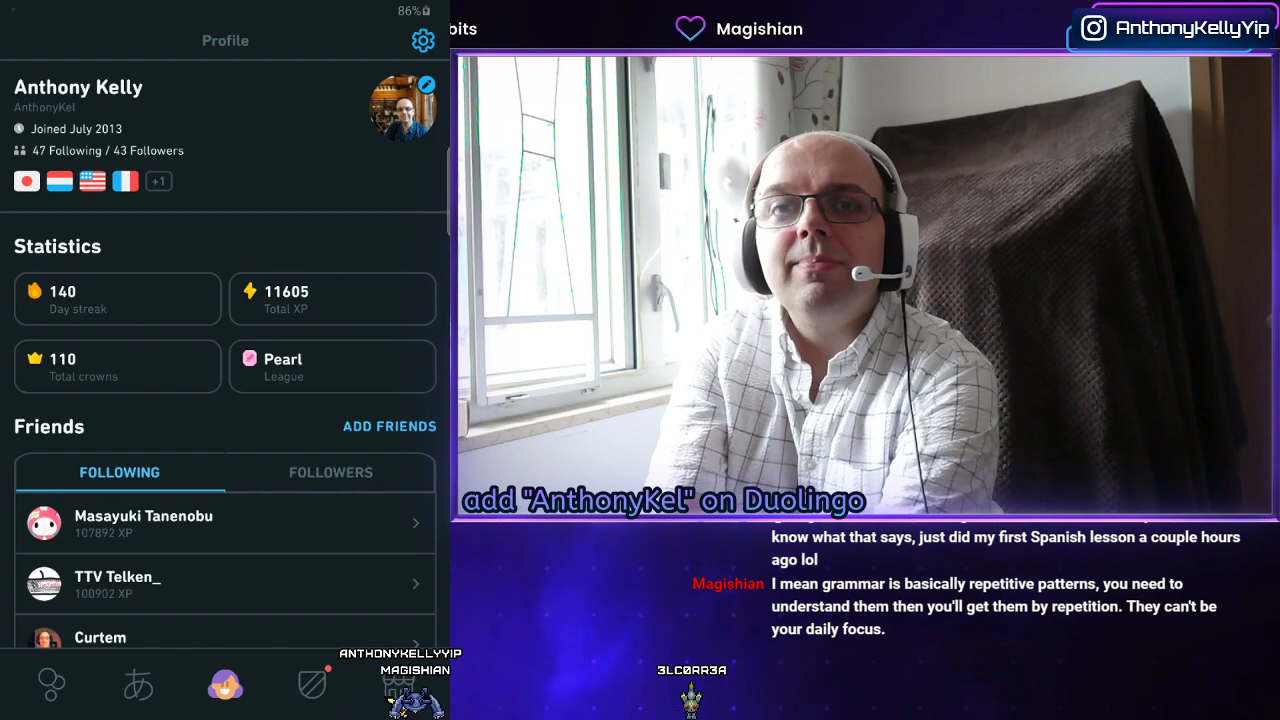 86%
Profile
Anthony Kelly
AnthonyKel
Joined July 2013
47 Following / 43 Followers
+1
Statistics
140
Day streak
11605
Total XP
110
Total crowns
Pearl
League
Friends
ADD FRIENDS
FOLLOWING
FOLLOWERS
Masayuki Tanenobu
107892 XP
TTV Telken_
100902 XP
Curtem
あ
ANTHONYKELLYYIP
MAGISHIAN
bits
Magishian
AnthonyKellyYip
add "AnthonyKel" on Duolingo
know what that says, just did my first Spanish lesson a couple hours
ago lol
Magishian I mean grammar is basically repetitive patterns, you need to
understand them then you'll get them by repetition. They can't be
your daily focus.
3LC0RR3A